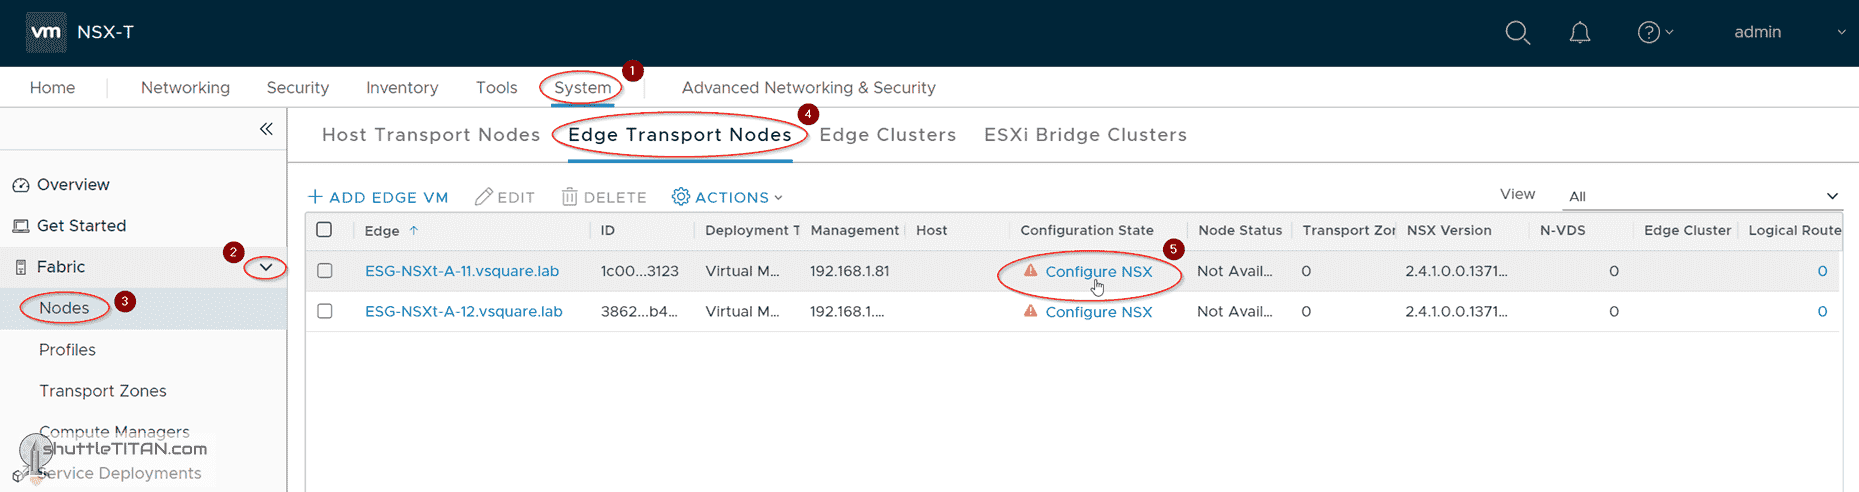 vm NSX-T admin
Home Networking Security Inventory Tools System 1 Advanced Networking & Security
Host Transport Nodes Edge Transport Nodes 4 Edge Clusters ESXi Bridge Clusters
Overview
Get Started
2
Fabric
Nodes 3
Profiles
Transport Zones
Compute Managers
shuttleTITAN.com
Service Deployments
+ ADD EDGE VM EDIT DELETE ACTIONS View All
Edge ↑ ID Deployment T Management Host Configuration State Node Status Transport Zor NSX Version N-VDS Edge Cluster Logical Route
5
ESG-NSXt-A-11.vsquare.lab 1c00...3123 Virtual M... 192.168.1.81 Configure NSX Not Avail... 0 2.4.1.0.0.1371... 0 0
ESG-NSXt-A-12.vsquare.lab 3862...b4... Virtual M... 192.168.1.... Configure NSX Not Avail... 0 2.4.1.0.0.1371... 0 0